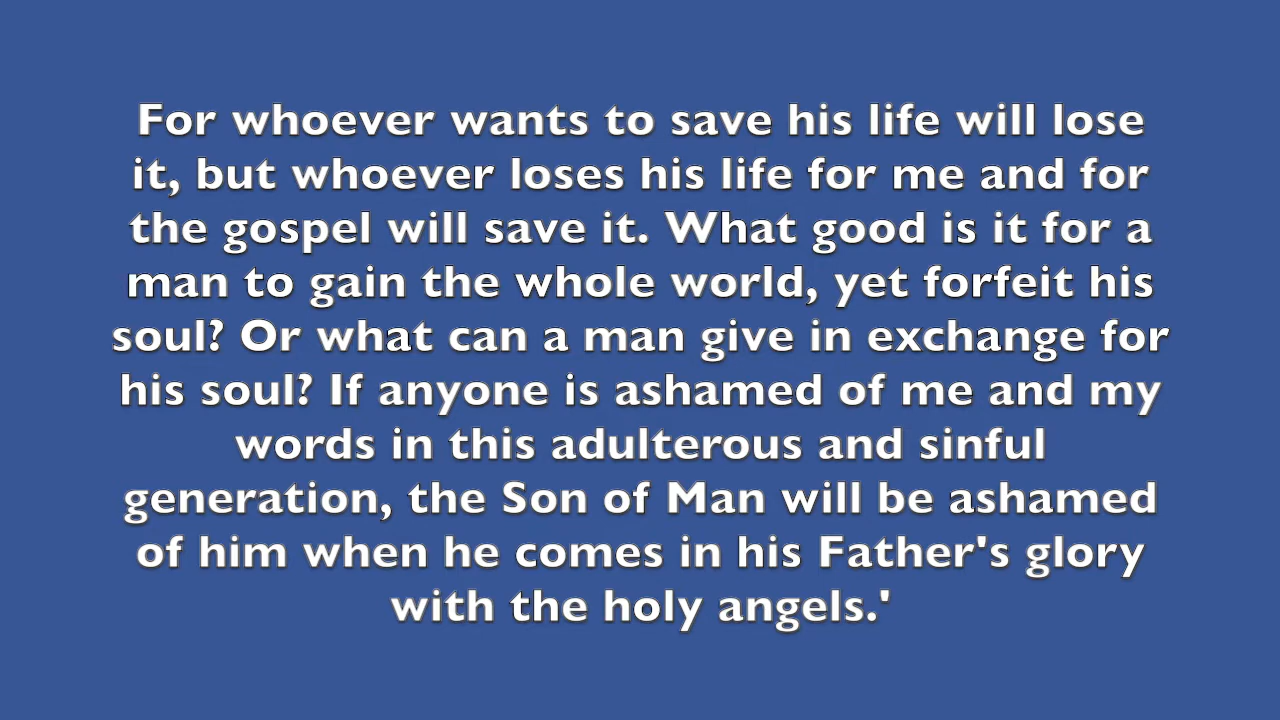 For whoever wants to save his life will lose
it, but whoever loses his life for me and for
the gospel will save it. What good is it for a
man to gain the whole world, yet forfeit his
soul? Or what can a man give in exchange for
his soul? If anyone is ashamed of me and my
words in this adulterous and sinful
generation, the Son of Man will be ashamed
of him when he comes in his Father's glory
with the holy angels.'